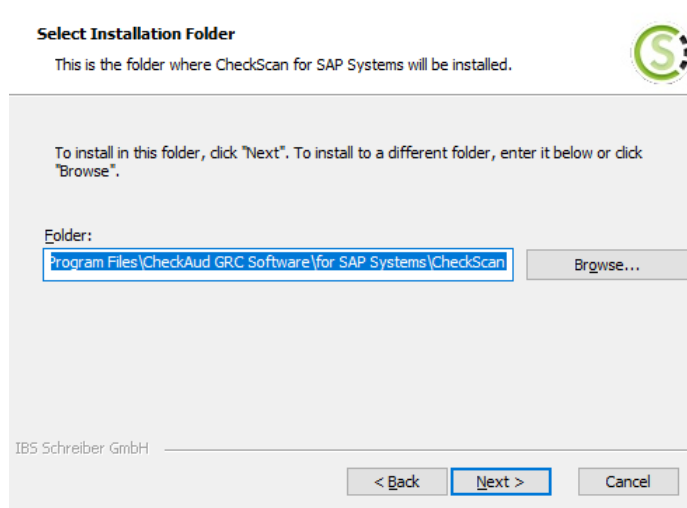 Select Installation Folder
This is the folder where CheckScan for SAP Systems will be installed.
To install in this folder, click "Next". To install to a different folder, enter it below or click
"Browse".
Folder:
Program Files\CheckAud GRC Software\for SAP Systems\CheckScan
Browse...
IBS Schreiber GmbH
< Back
Next >
Cancel